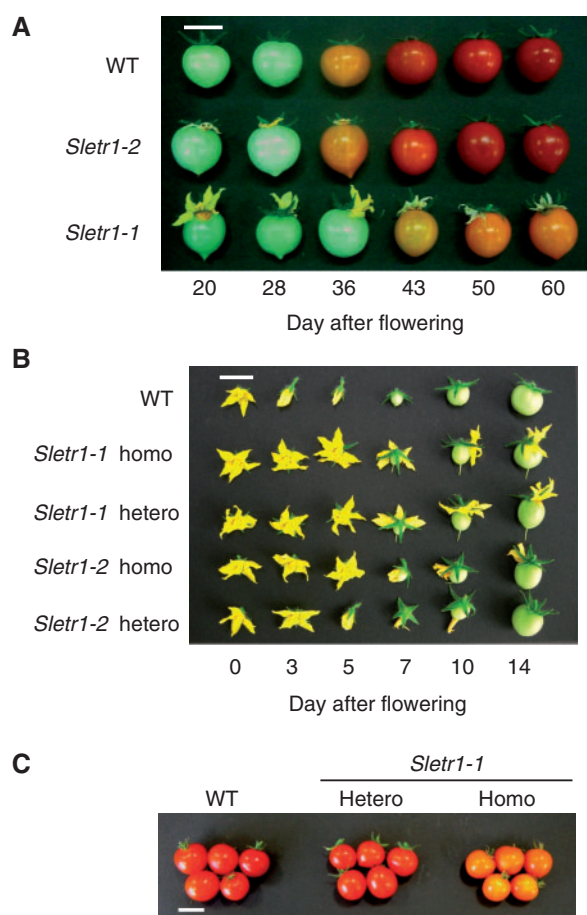 A
WT
Sletr1-2
Sletr1-1
20 28 36 43 50 60
Day after flowering
B
WT
Sletr1-1 homo
Sletr1-1 hetero
Sletr1-2 homo
Sletr1-2 hetero
0 3 5 7 10 14
Day after flowering
C
Sletr1-1
WT Hetero Homo